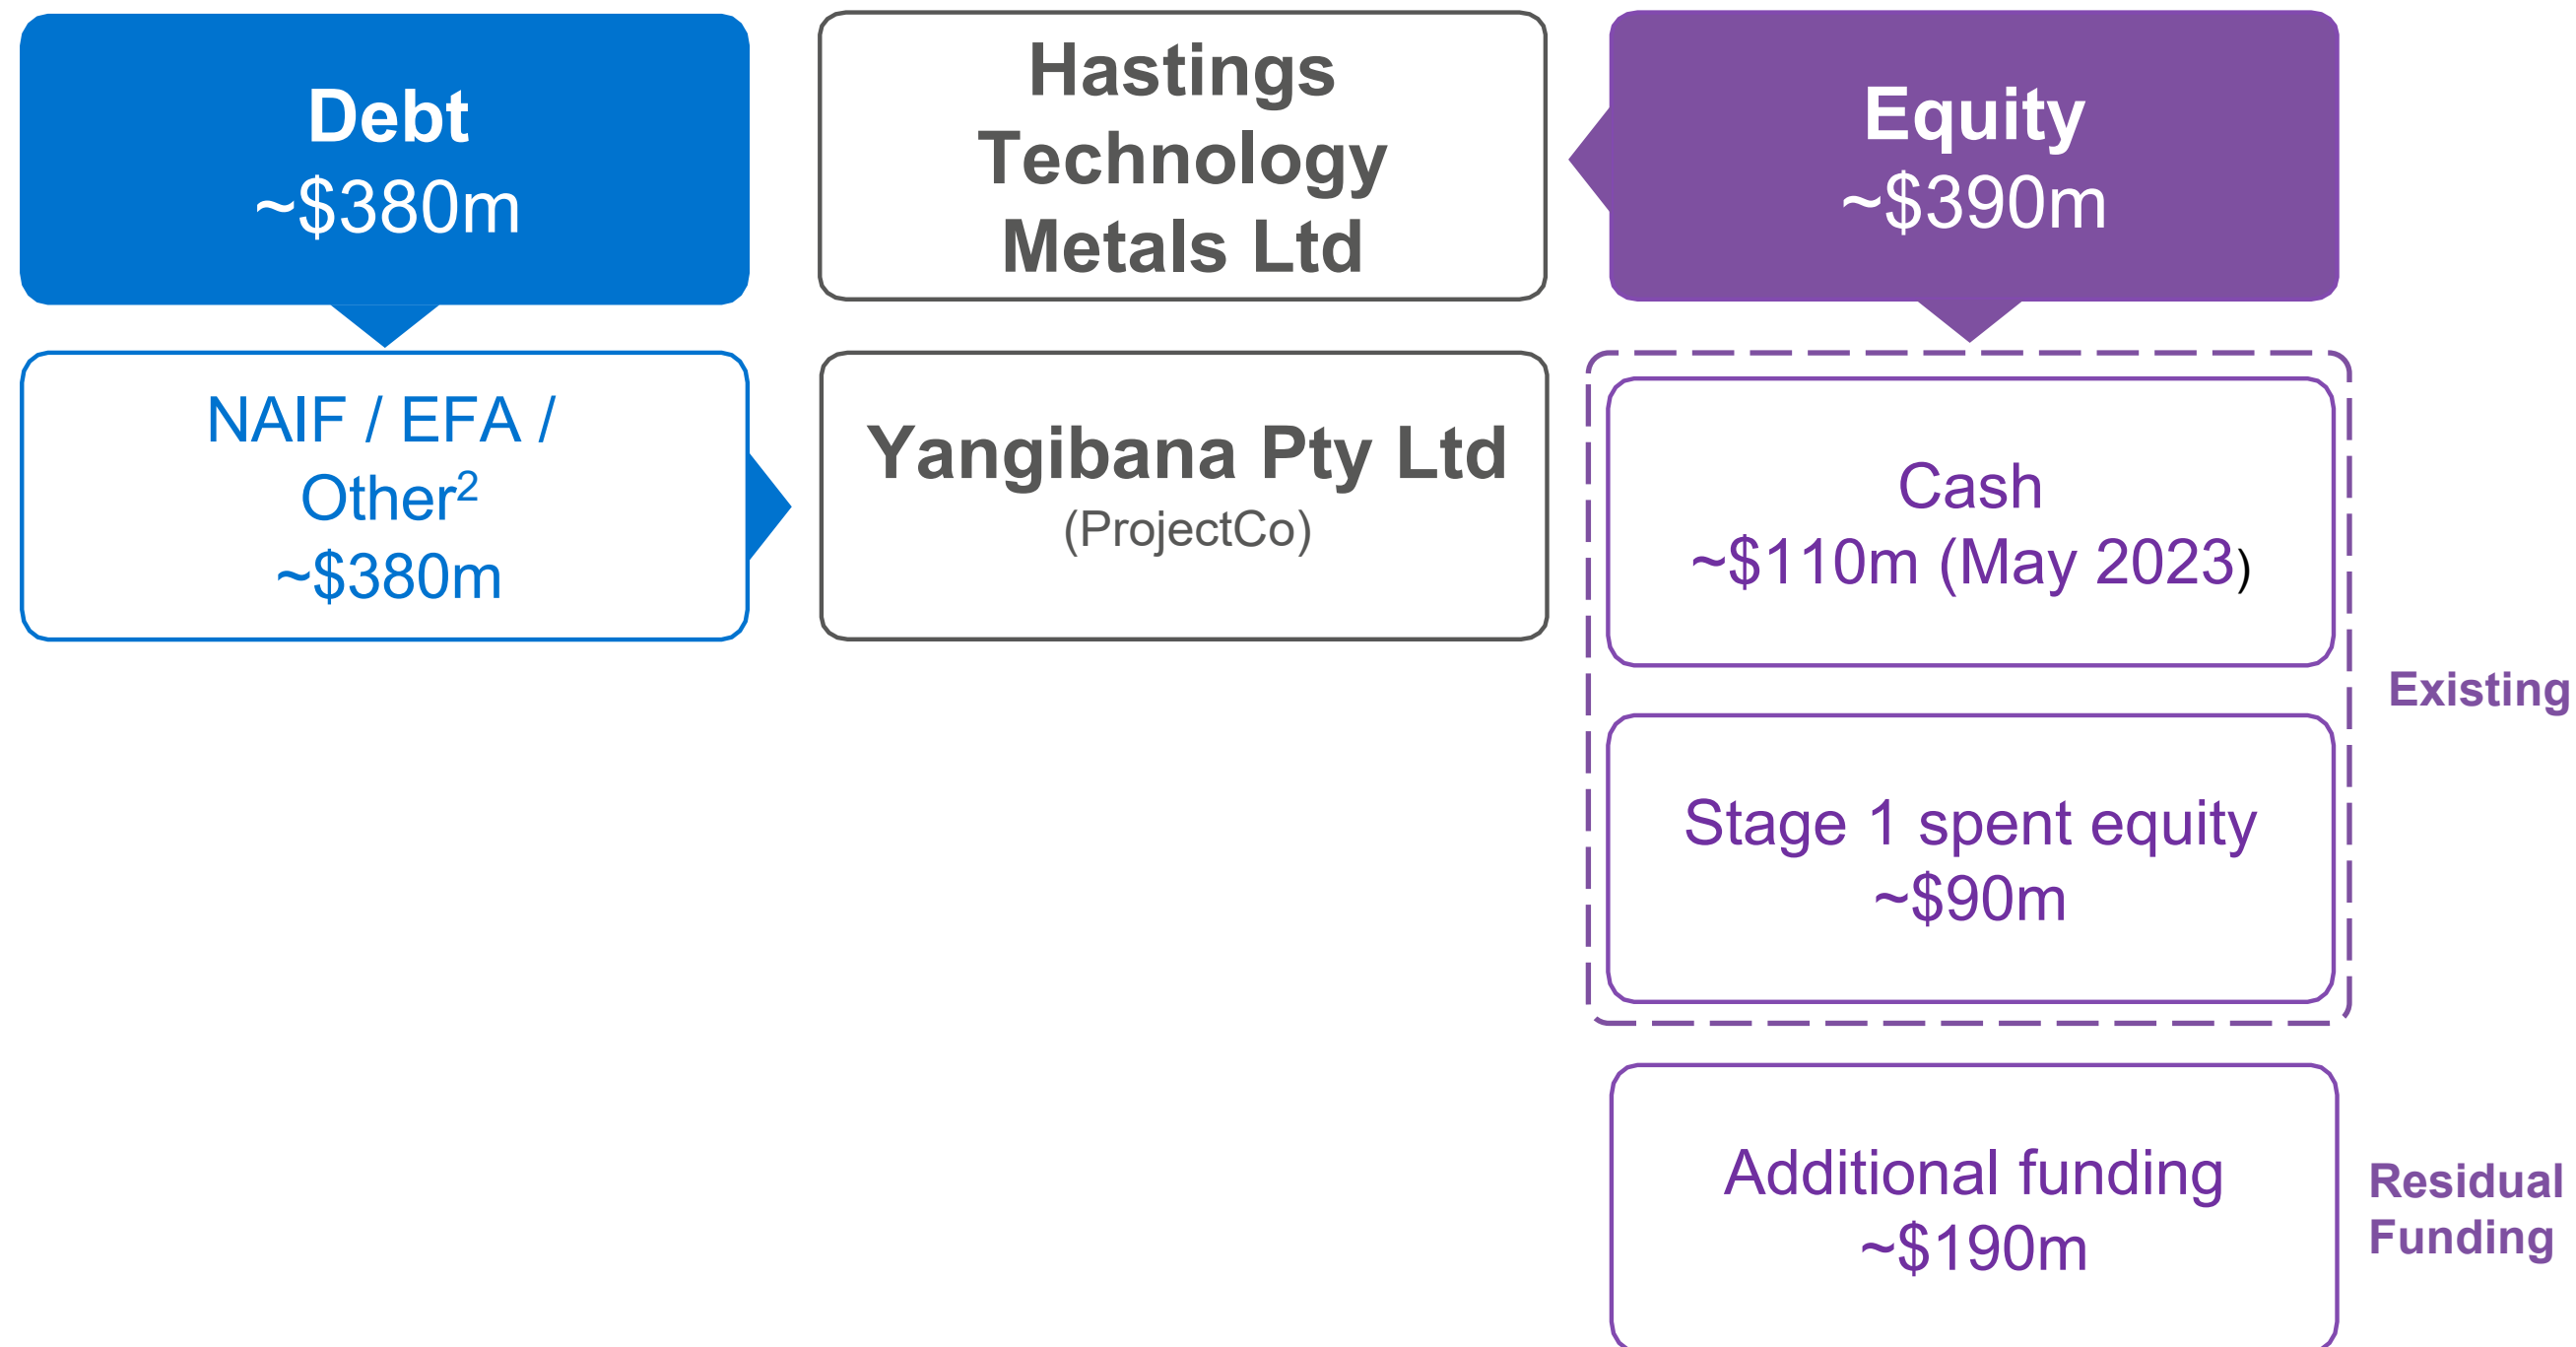 Debt
~$380m
Hastings
Technology
Metals Ltd
Equity
~$390m
NAIF / EFA /
Other²
~$380m
Yangibana Pty Ltd
(ProjectCo)
Cash
~$110m (May 2023)
Existing
Stage 1 spent equity
~$90m
Additional funding
~$190m
Residual
Funding